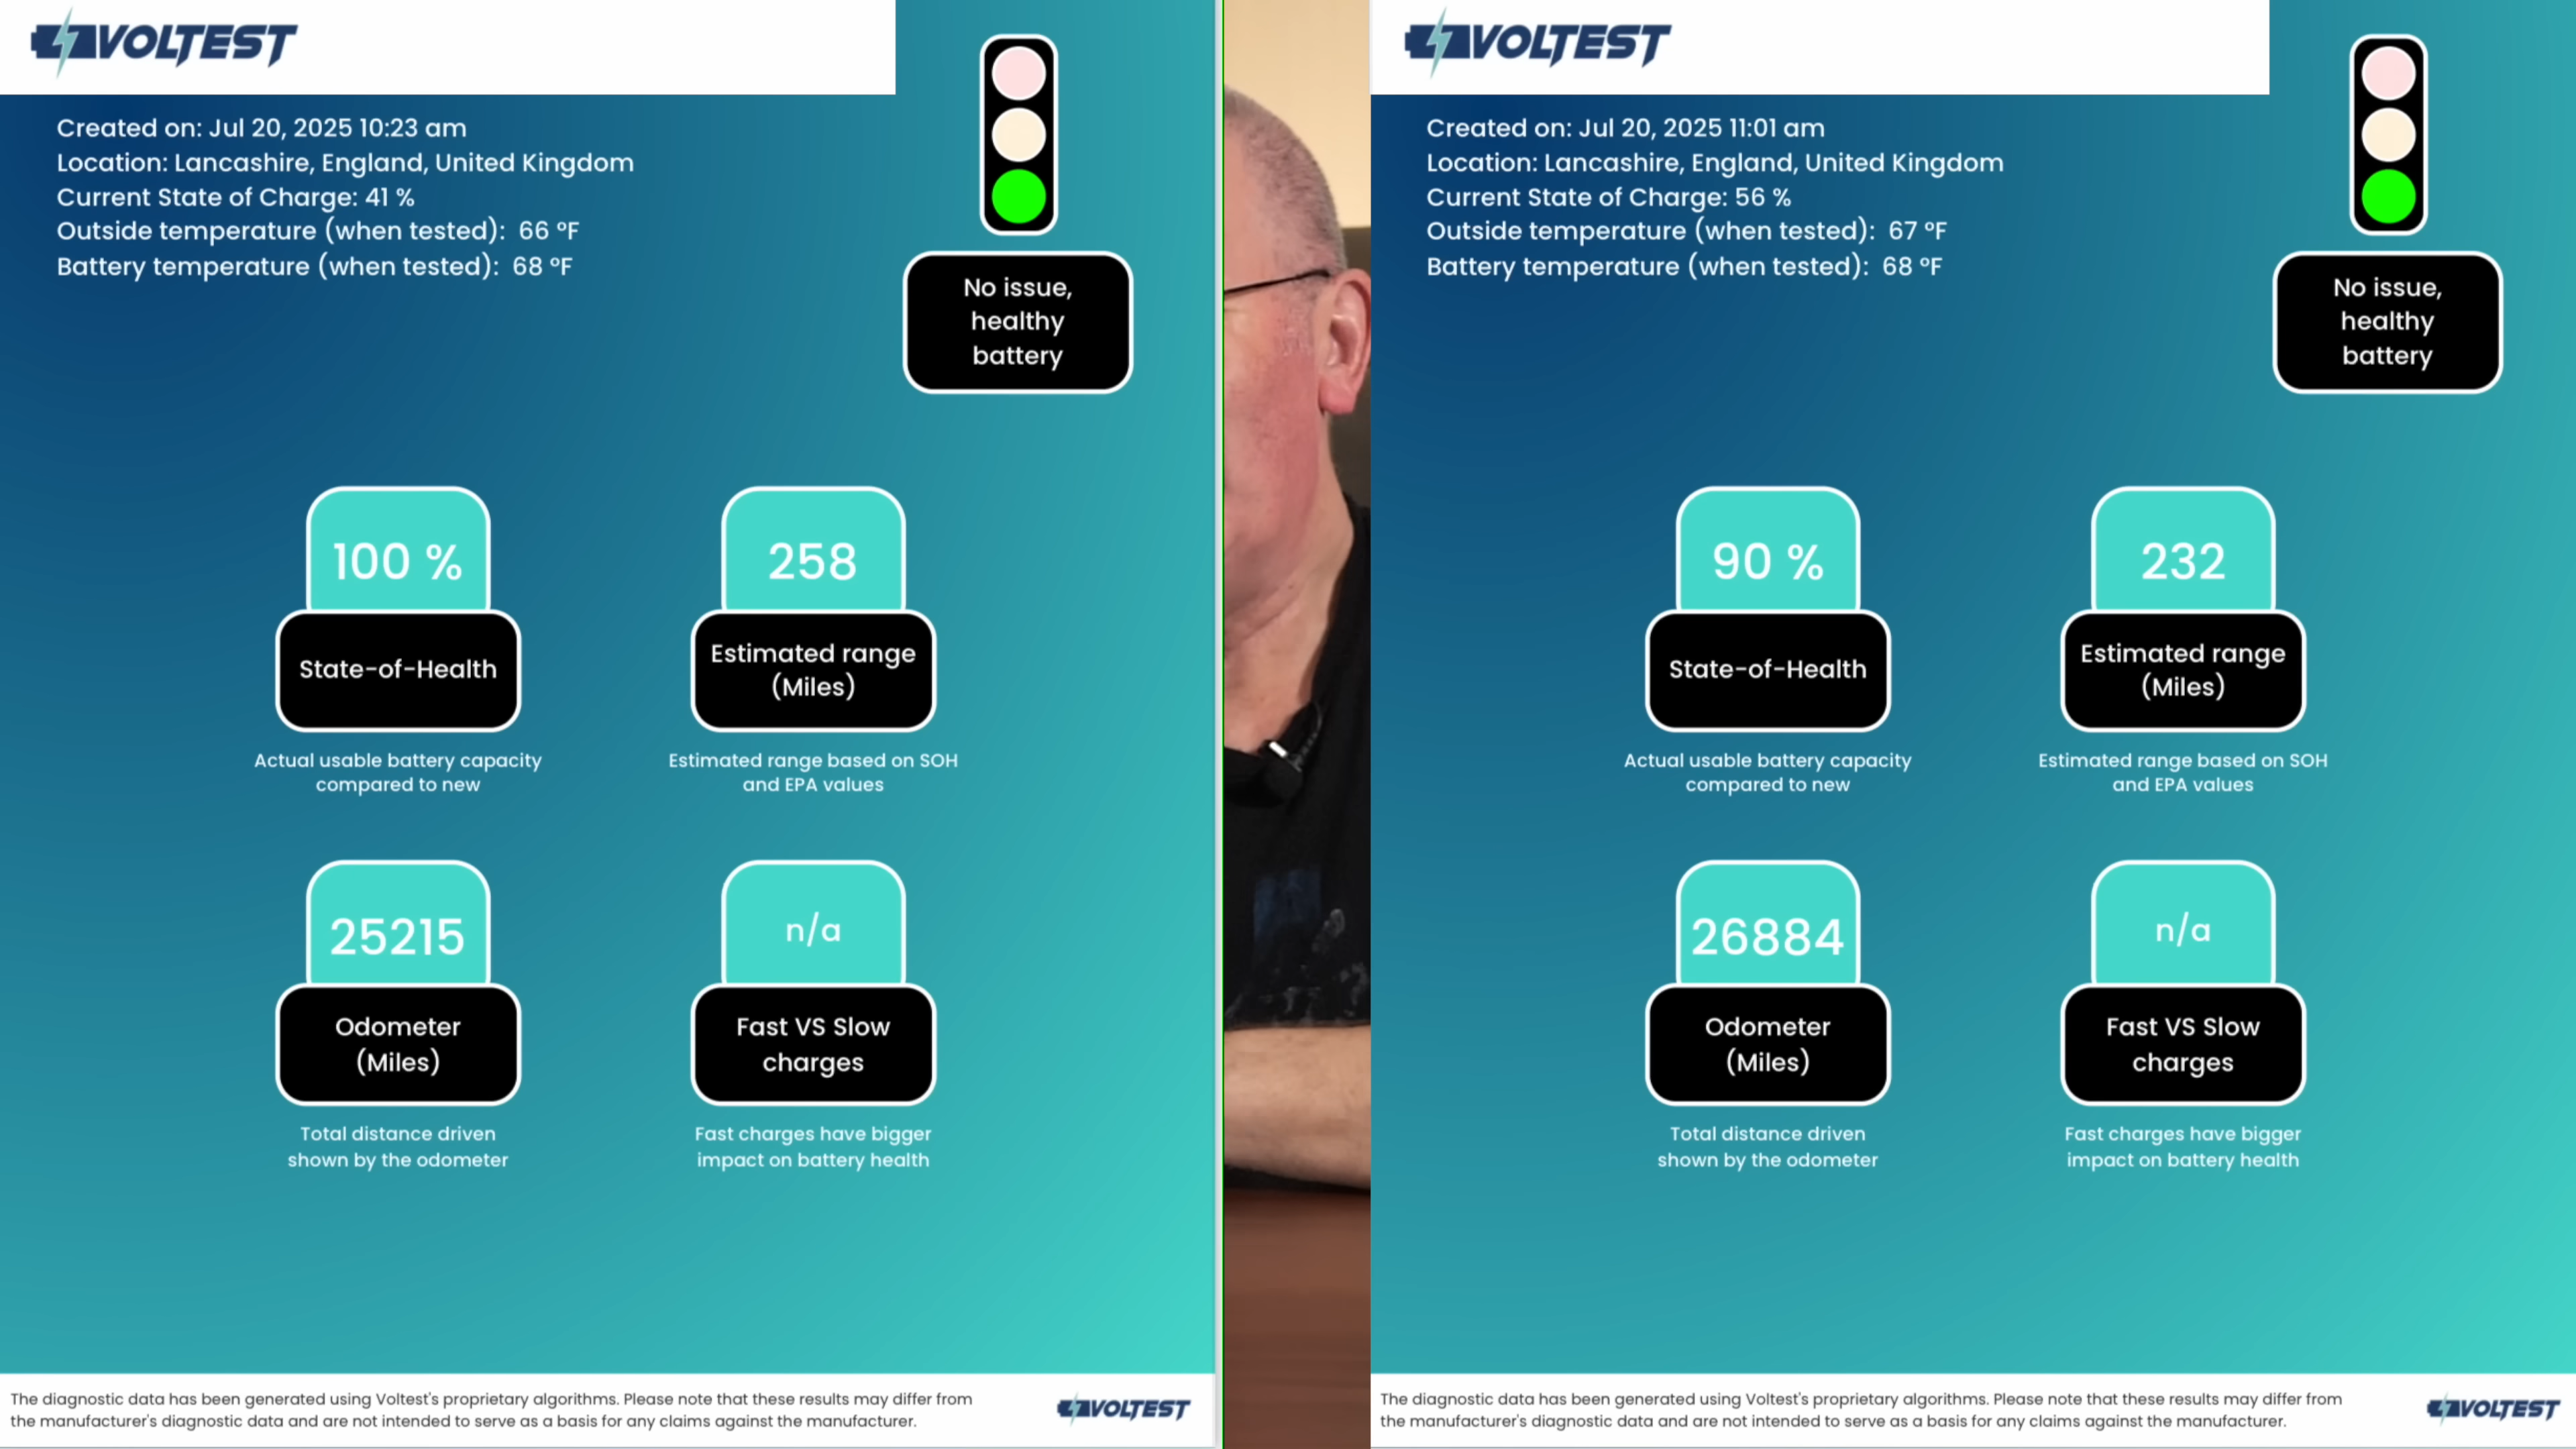 VOLTEST
Created on: Jul 20, 2025 10:23 am
Location: Lancashire, England, United Kingdom
Current State of Charge: 41 %
Outside temperature (when tested): 66 °F
Battery temperature (when tested): 68 °F
No issue,
healthy
battery
100 %
State-of-Health
Actual usable battery capacity
compared to new
258
Estimated range
(Miles)
Estimated range based on SOH
and EPA values
25215
Odometer
(Miles)
Total distance driven
shown by the odometer
n/a
Fast VS Slow
charges
Fast charges have bigger
impact on battery health
The diagnostic data has been generated using Voltest's proprietary algorithms. Please note that these results may differ from
the manufacturer's diagnostic data and are not intended to serve as a basis for any claims against the manufacturer.
VOLTEST
VOLTEST
Created on: Jul 20, 2025 11:01 am
Location: Lancashire, England, United Kingdom
Current State of Charge: 56 %
Outside temperature (when tested): 67 °F
Battery temperature (when tested): 68 °F
No issue,
healthy
battery
90 %
State-of-Health
Actual usable battery capacity
compared to new
232
Estimated range
(Miles)
Estimated range based on SOH
and EPA values
26884
Odometer
(Miles)
Total distance driven
shown by the odometer
n/a
Fast VS Slow
charges
Fast charges have bigger
impact on battery health
The diagnostic data has been generated using Voltest's proprietary algorithms. Please note that these results may differ from
the manufacturer's diagnostic data and are not intended to serve as a basis for any claims against the manufacturer.
VOLTEST